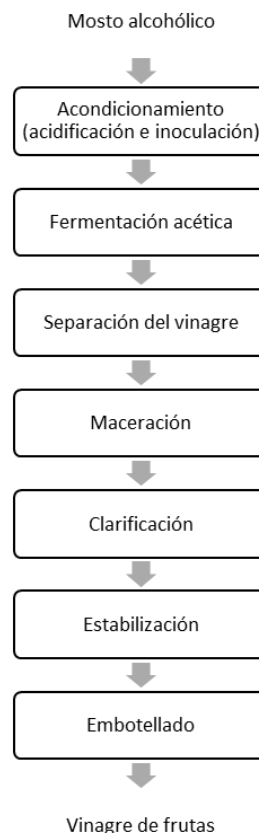 Mosto alcohólico
Acondicionamiento
(acidificación e inoculación)
Fermentación acética
Separación del vinagre
Maceración
Clarificación
Estabilización
Embotellado
Vinagre de frutas